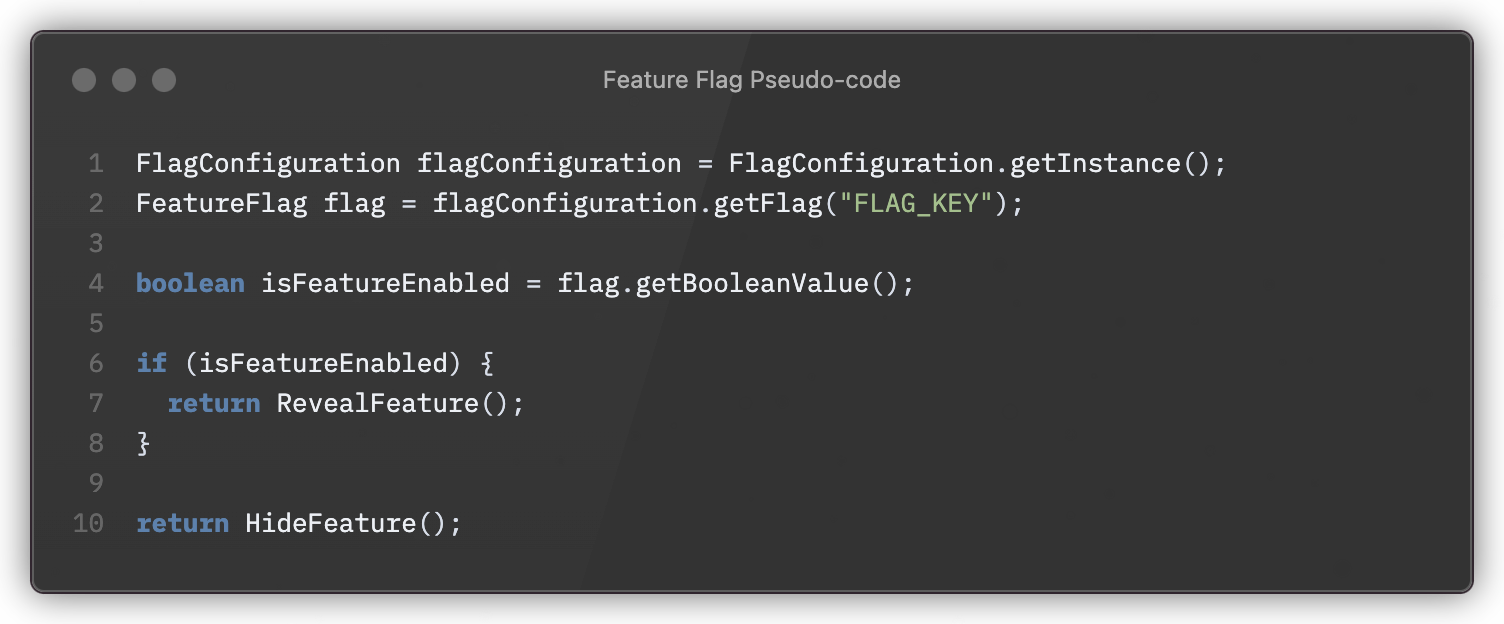 Feature Flag Pseudo-code
1 FlagConfiguration flagConfiguration = FlagConfiguration.getInstance();
2 FeatureFlag flag = flagConfiguration.getFlag("FLAG_KEY");
3
4 boolean isFeatureEnabled = flag.getBooleanValue();
5
6 if (isFeatureEnabled) {
7   return RevealFeature();
8 }
9
10 return HideFeature();